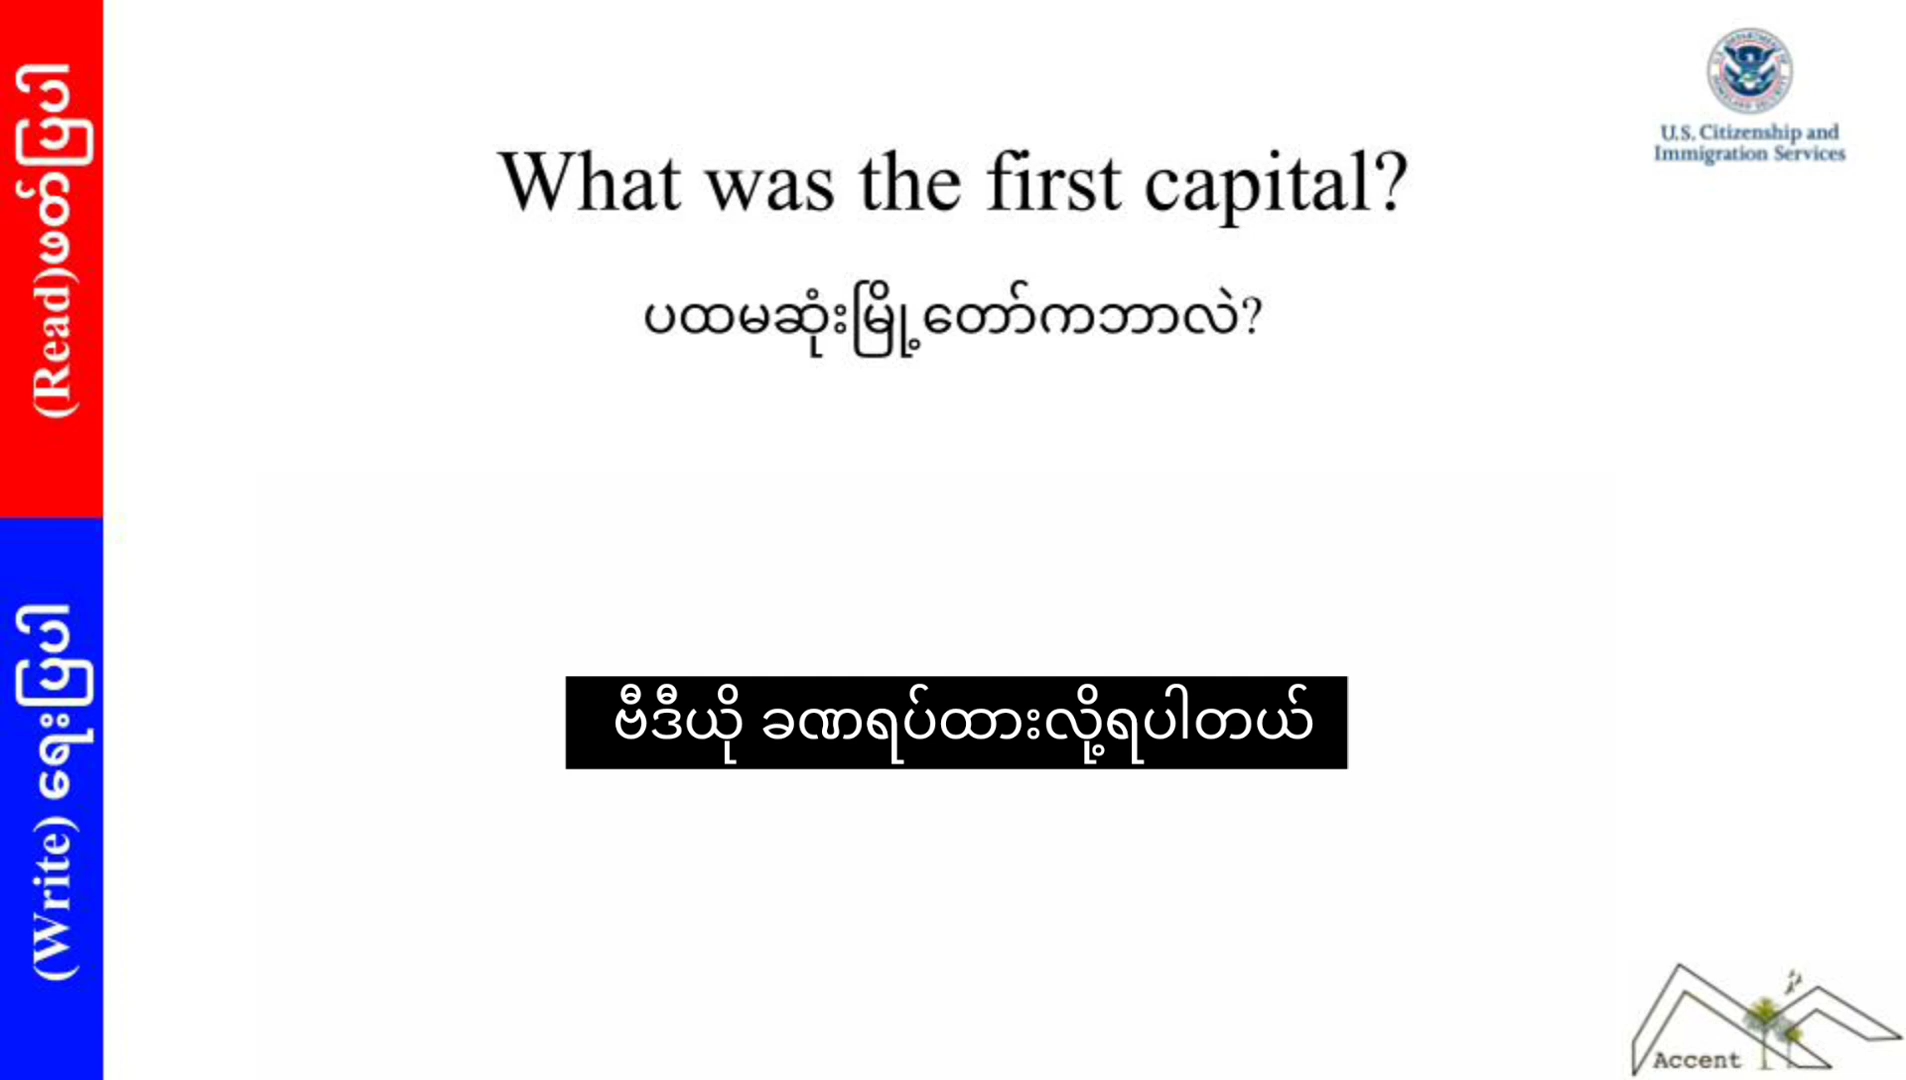 (Read)ဖတ်ပြပါ
U.S. Citizenship and
Immigration Services
What was the first capital?
ပထမဆုံးမြို့တော်ကဘာလဲ?
(Write) ရေးပြပါ
ဗီဒီယို ခဏရပ်ထားလို့ရပါတယ်
Accent